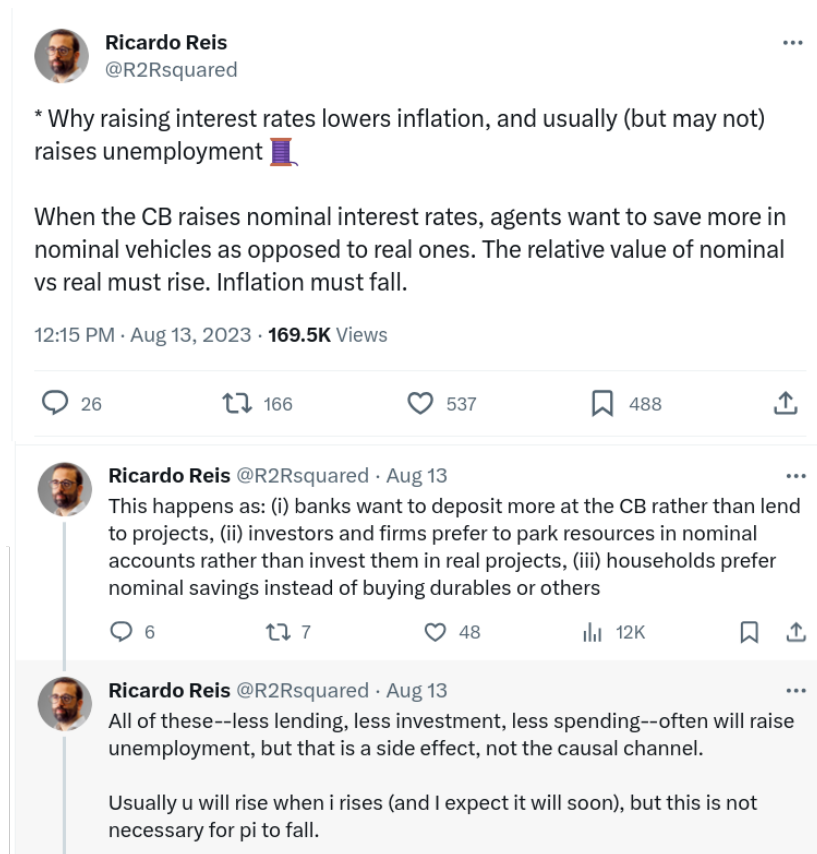 Ricardo Reis
@R2Rsquared
* Why raising interest rates lowers inflation, and usually (but may not)
raises unemployment 🧵
When the CB raises nominal interest rates, agents want to save more in
nominal vehicles as opposed to real ones. The relative value of nominal
vs real must rise. Inflation must fall.
12:15 PM · Aug 13, 2023 · 169.5K Views
26 166 537 488
Ricardo Reis @R2Rsquared · Aug 13
This happens as: (i) banks want to deposit more at the CB rather than lend
to projects, (ii) investors and firms prefer to park resources in nominal
accounts rather than invest them in real projects, (iii) households prefer
nominal savings instead of buying durables or others
6 7 48 12K
Ricardo Reis @R2Rsquared · Aug 13
All of these--less lending, less investment, less spending--often will raise
unemployment, but that is a side effect, not the causal channel.
Usually u will rise when i rises (and I expect it will soon), but this is not
necessary for pi to fall.